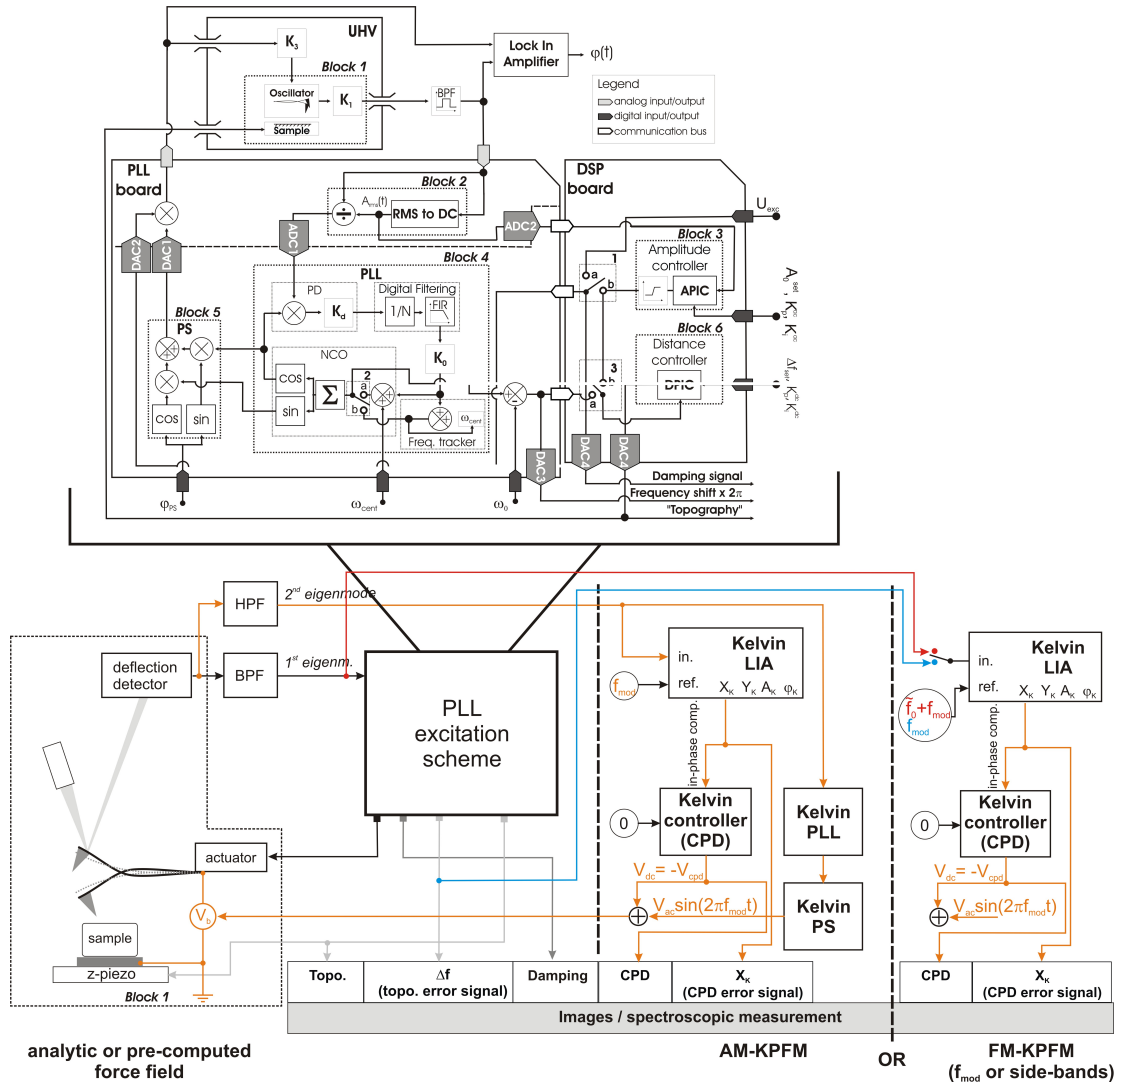 UHV
K3
Block 1
Oscillator
K1
Sample
BPF
Lock In
Amplifier
φ(t)
Legend
analog input/output
digital input/output
communication bus
PLL
board
DSP
board
Block 2
Arms(t)
÷
RMS to DC
ADC1
ADC2
DAC2
DAC1
Uexc
Block 3
Amplitude
controller
APIC
1
a
b
Block 4
PLL
PD
Kd
Digital Filtering
1/N
FIR
K0
Block 5
PS
COS
sin
NCO
COS
sin
Σ
2
a
b
ωcent
Freq. tracker
Block 6
Distance
controller
DPIC
3
b
a
DAC3
DAC4
DAC4
Damping signal
Frequency shift x 2π
"Topography"
φPS
ωcent
ω0
HPF
2nd eigenmode
deflection
detector
BPF
1st eigenm.
PLL
excitation
scheme
actuator
Vb
sample
z-piezo
Block 1
Kelvin
LIA
in.
ref.
XK YK AK φK
fmod
in-phase comp.
0
Kelvin
controller
(CPD)
Kelvin
PLL
Vdc= -Vcpd
Vacsin(2πfmodt)
Kelvin
PS
Kelvin
LIA
in.
ref.
XK YK AK φK
f̃0+fmod
fmod
in-phase comp.
0
Kelvin
controller
(CPD)
Vdc= -Vcpd
Vacsin(2πfmodt)
Topo.
Δf
(topo. error signal)
Damping
CPD
XK
(CPD error signal)
CPD
XK
(CPD error signal)
Images / spectroscopic measurement
analytic or pre-computed
force field
AM-KPFM
OR
FM-KPFM
(fmod or side-bands)